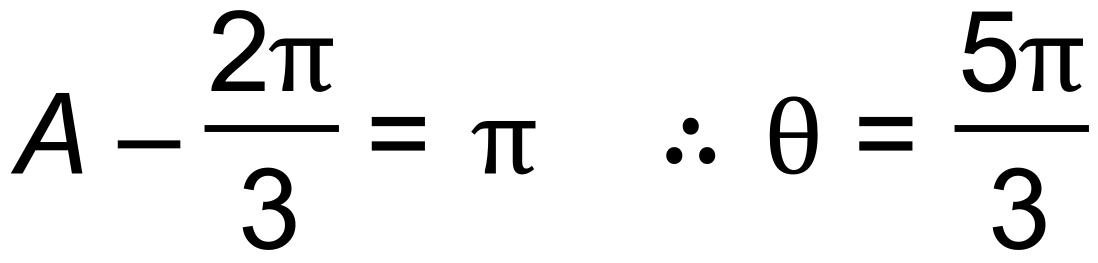 A − 2π/3 = π ∴ θ = 5π/3